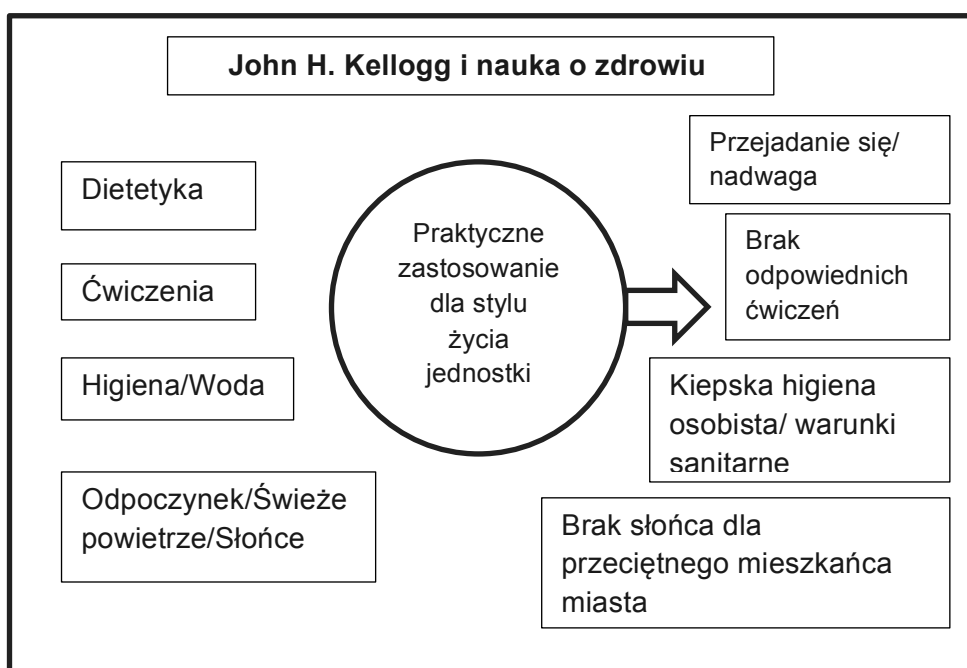 John H. Kellogg i nauka o zdrowiu
Dietetyka
Ćwiczenia
Higiena/Woda
Odpoczynek/Świeże
powietrze/Słońce
Praktyczne
zastosowanie
dla stylu
życia
jednostki
Przejadanie się/
nadwaga
Brak
odpowiednich
ćwiczeń
Kiepska higiena
osobista/ warunki
sanitarne
Brak słońca dla
przeciętnego mieszkańca
miasta